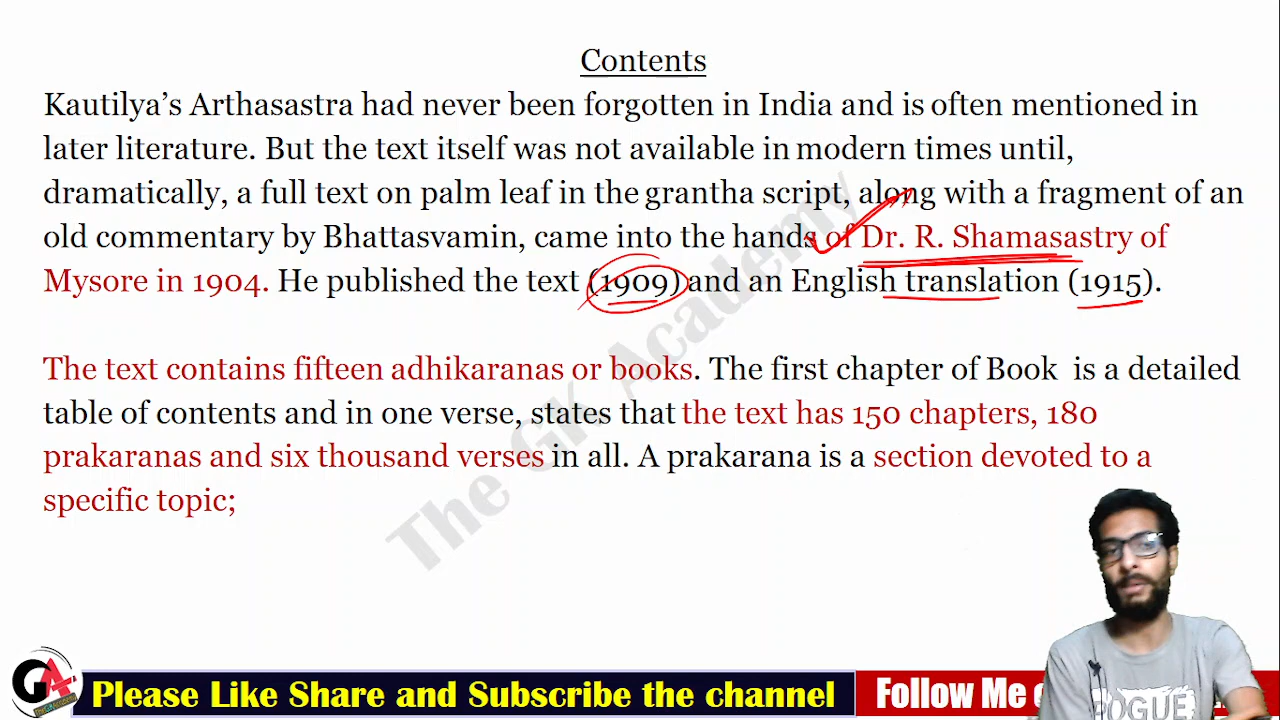 Contents
Kautilya's Arthasastra had never been forgotten in India and is often mentioned in
later literature. But the text itself was not available in modern times until,
dramatically, a full text on palm leaf in the grantha script, along with a fragment of an
old commentary by Bhattasvamin, came into the hands of Dr. R. Shamasastry of
Mysore in 1904. He published the text (1909) and an English translation (1915).
The text contains fifteen adhikaranas or books. The first chapter of Book is a detailed
table of contents and in one verse, states that the text has 150 chapters, 180
prakaranas and six thousand verses in all. A prakarana is a section devoted to a
specific topic;
The GK Academy
GA
Please Like Share and Subscribe the channel
Follow Me
POGUE